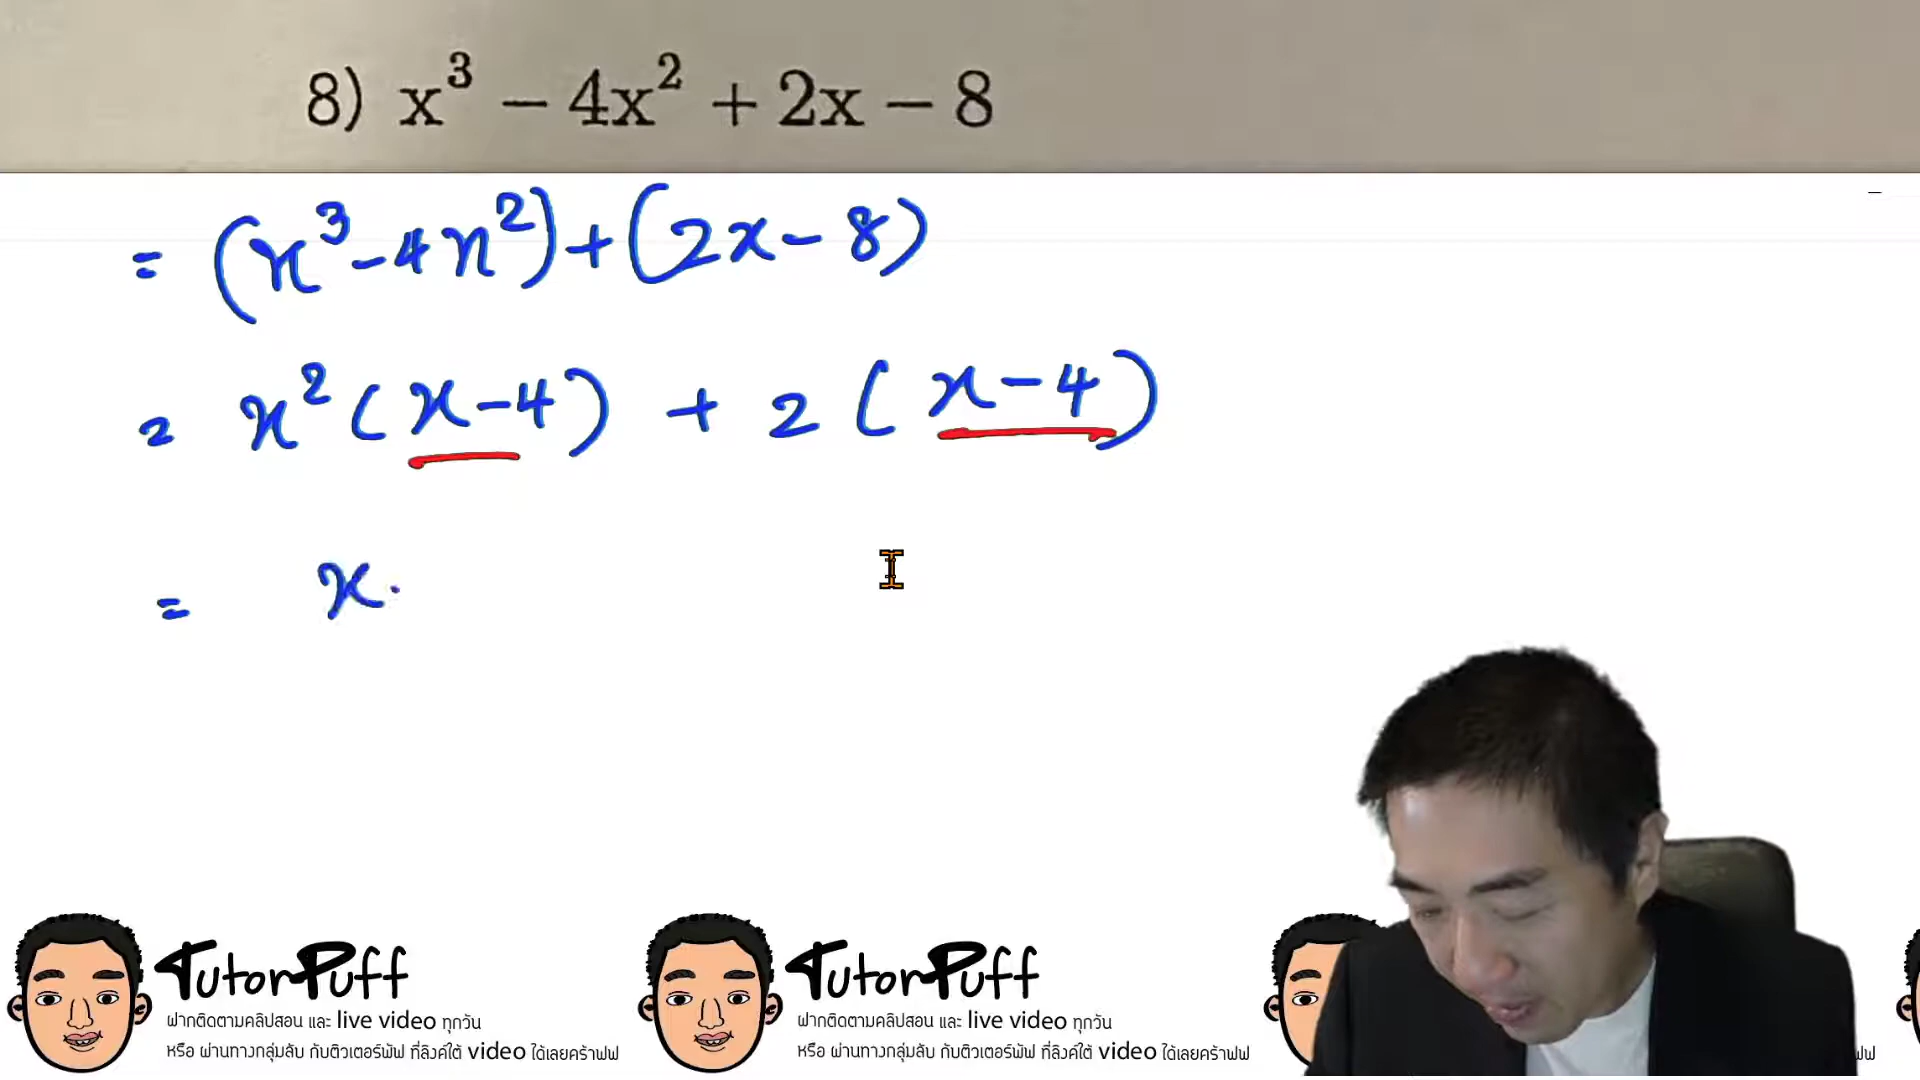 8) x³ − 4x² + 2x − 8
= (x³ - 4x²) + (2x - 8)
= x² (x - 4) + 2 (x - 4)
= x
TutorPuff
ฝากติดตามคลิปสอน และ live video ทุกวัน
หรือ ผ่านทางกลุ่มลับ กับติวเตอร์พัฟ ที่ลิงค์ใต้ video ได้เลยคร้าฟฟ
TutorPuff
ฝากติดตามคลิปสอน และ live video ทุกวัน
หรือ ผ่านทางกลุ่มลับ กับติวเตอร์พัฟ ที่ลิงค์ใต้ video ได้เลยคร้าฟฟ